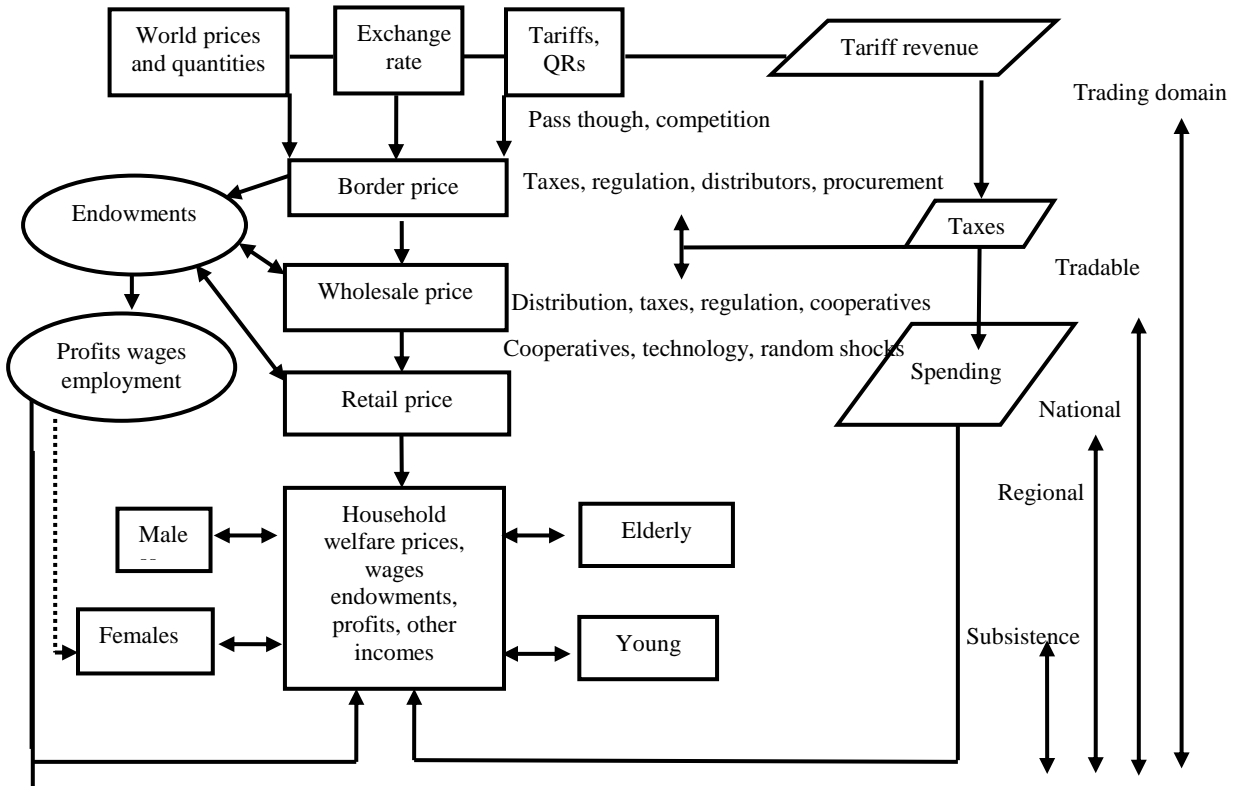 World prices
and quantities
Exchange
rate
Tariffs,
QRs
Tariff revenue
Trading domain
Pass though, competition
Border price
Taxes, regulation, distributors, procurement
Endowments
Taxes
Tradable
Wholesale price
Distribution, taxes, regulation, cooperatives
Profits wages
employment
Cooperatives, technology, random shocks
Spending
Retail price
National
Regional
Male
Household
welfare prices,
wages
endowments,
profits, other
incomes
Elderly
Females
Young
Subsistence